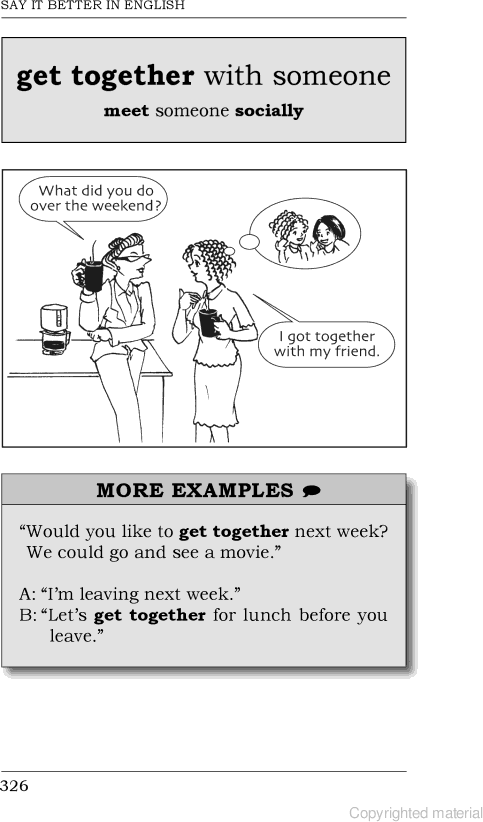 SAY IT BETTER IN ENGLISH
get together with someone
meet someone socially
What did you do
over the weekend?
I got together
with my friend.
MORE EXAMPLES
“Would you like to get together next week?
We could go and see a movie.”
A: “I’m leaving next week.”
B: “Let’s get together for lunch before you
leave.”
326
Copyrighted material